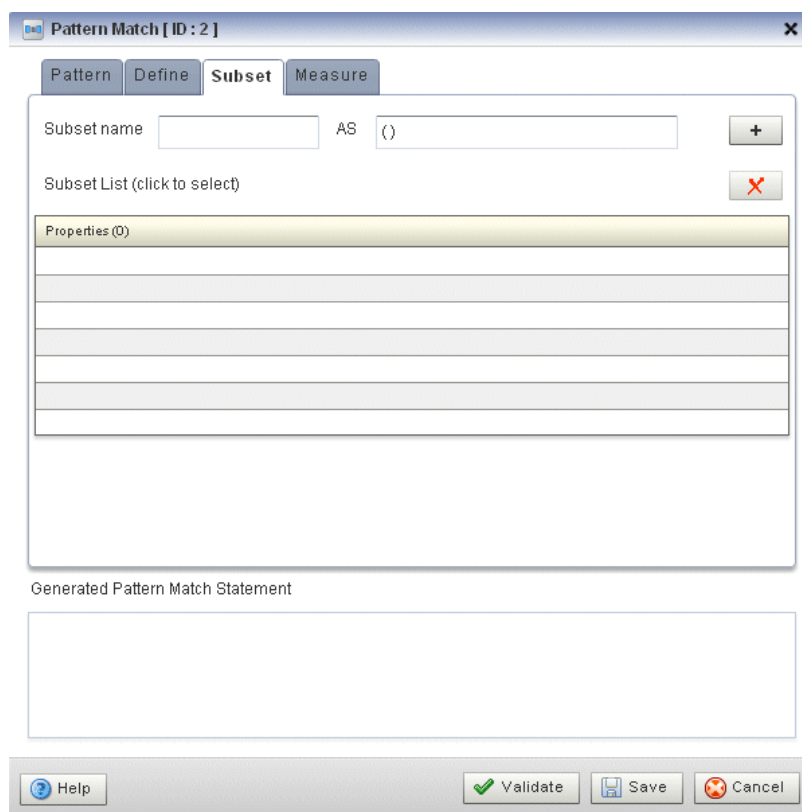 Pattern Match [ ID : 2 ]
Pattern Define Subset Measure
Subset name AS ()
Subset List (click to select)
Properties (0)
Generated Pattern Match Statement
Help Validate Save Cancel